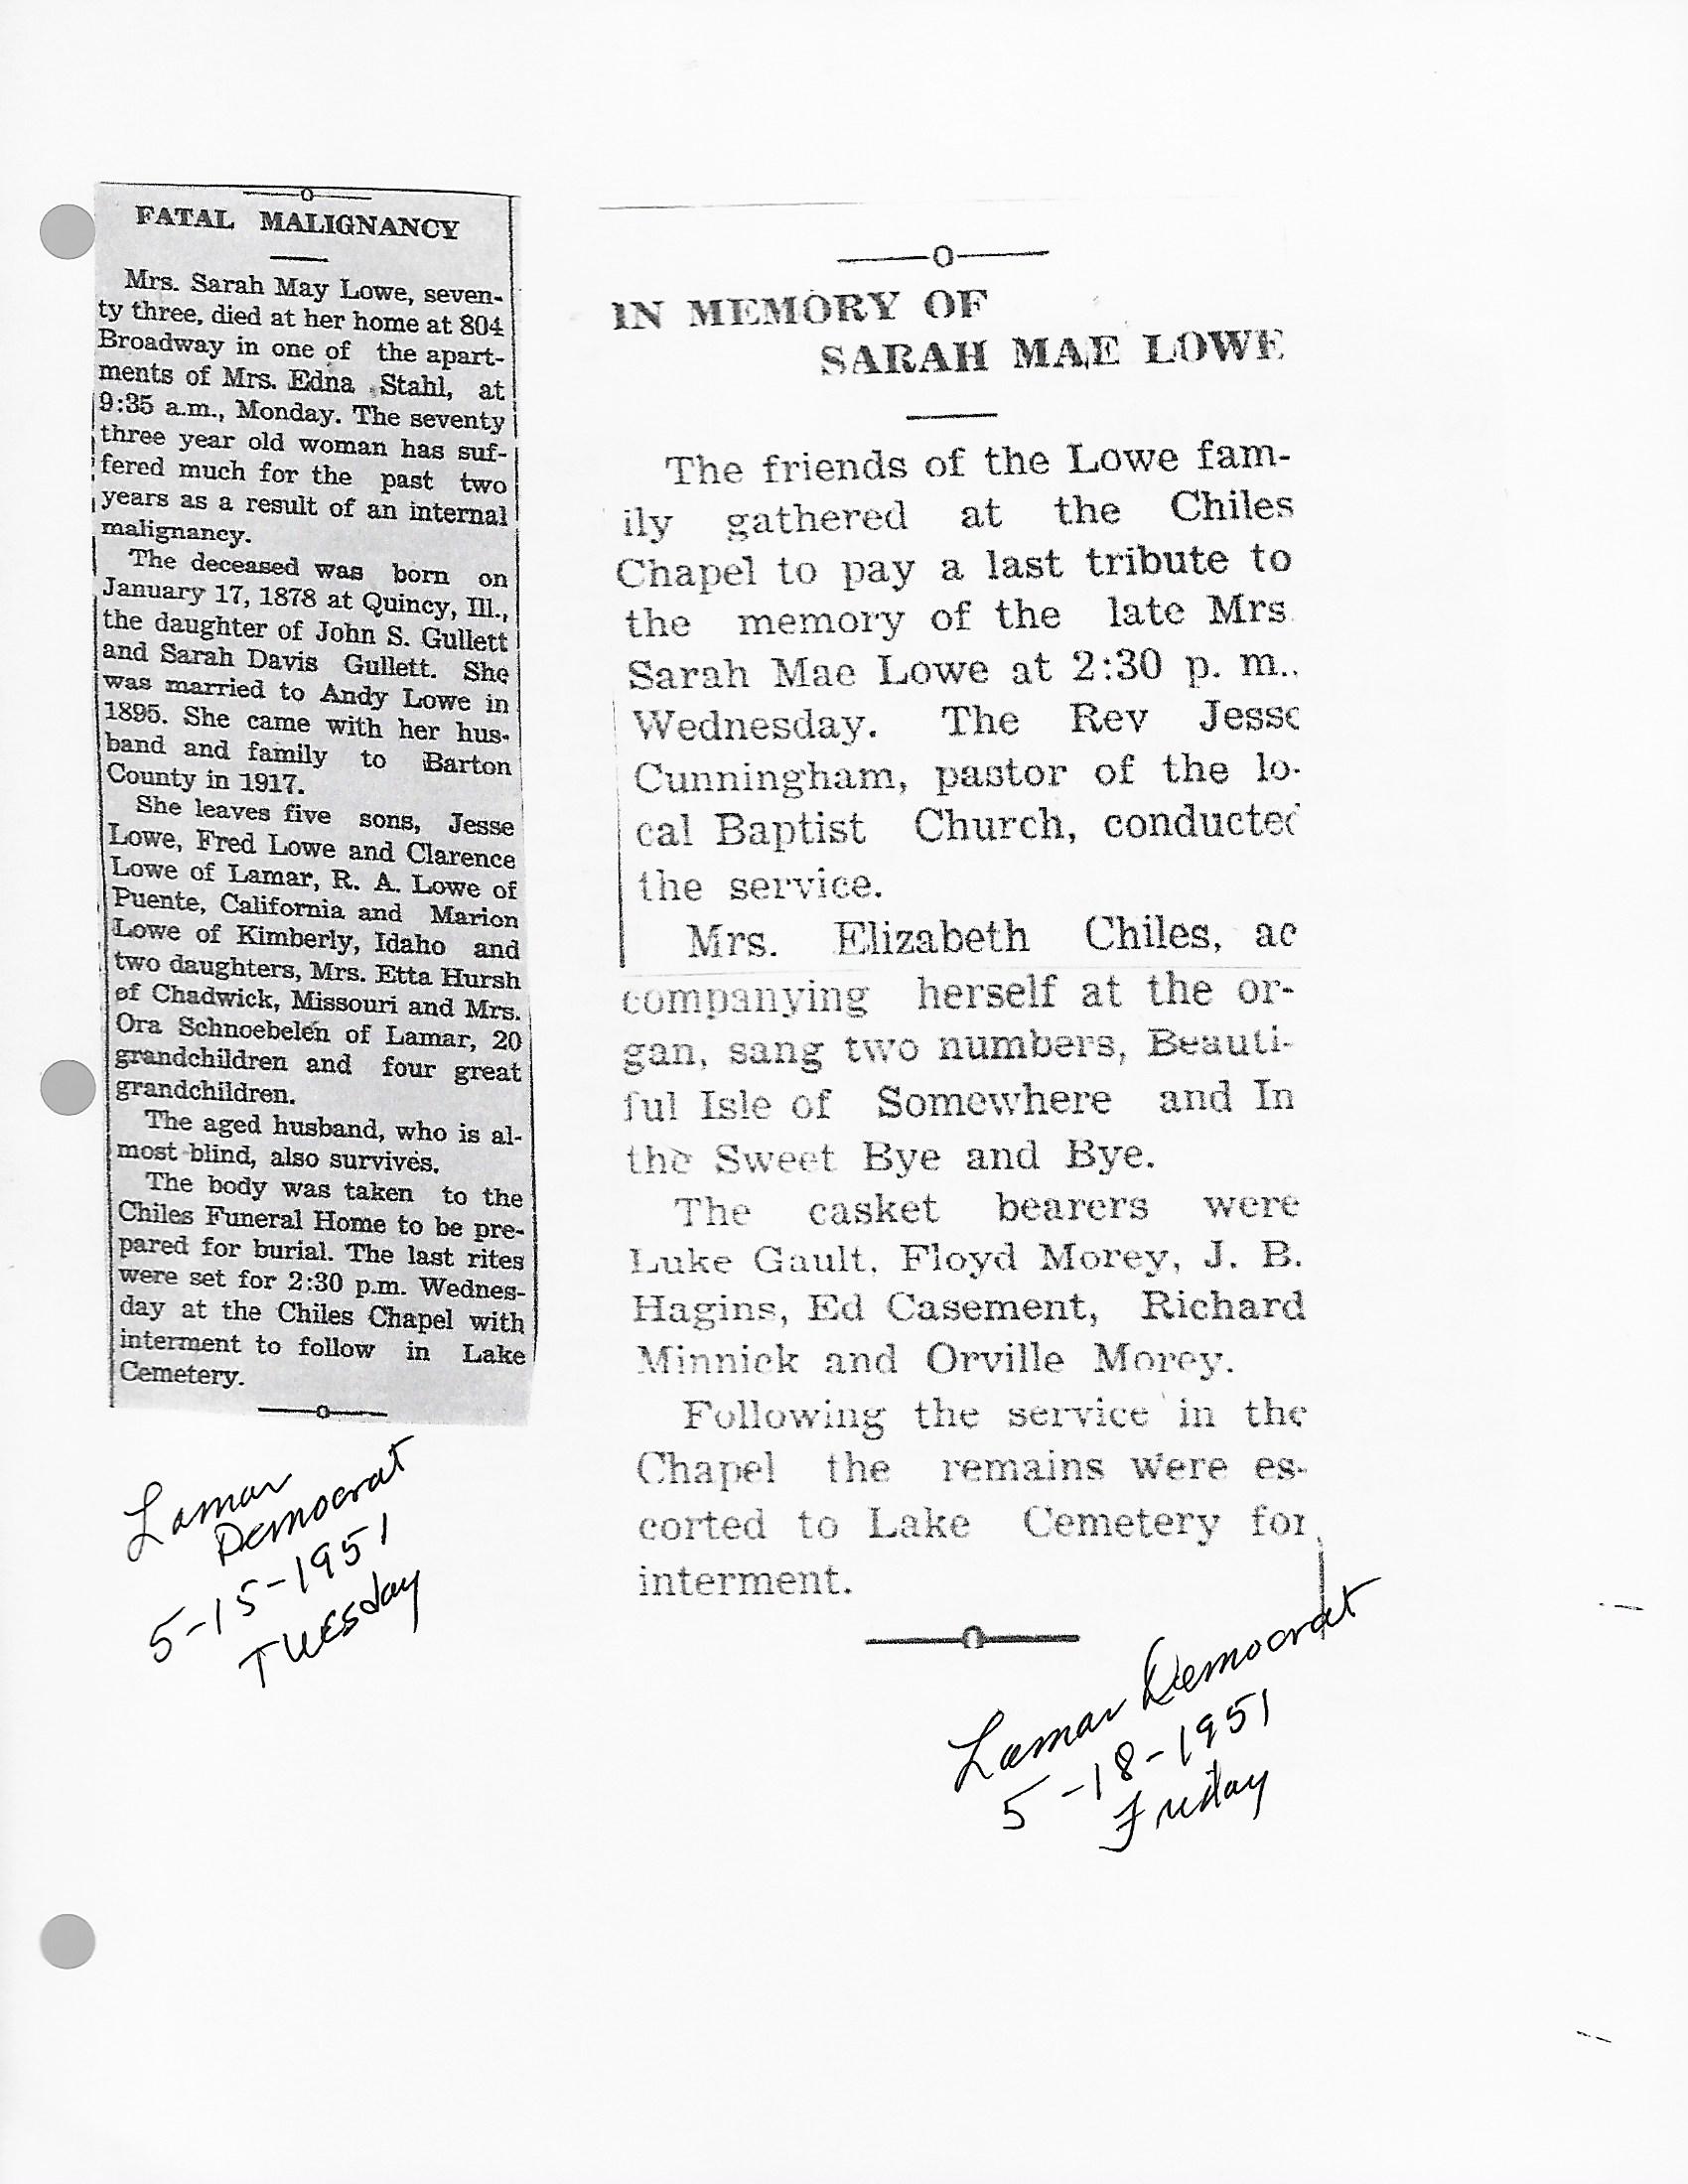 FATAL MALIGNANCY
Mrs. Sarah May Lowe, seven-
ty three, died at her home at 804
Broadway in one of the apart-
ments of Mrs. Edna Stahl, at
9:35 a.m., Monday. The seventy
three year old woman has suf-
fered much for the past two
years as a result of an internal
malignancy.
The deceased was born on
January 17, 1878 at Quincy, Ill.,
the daughter of John S. Gullett
and Sarah Davis Gullett. She
was married to Andy Lowe in
1895. She came with her hus-
band and family to Barton
County in 1917.
She leaves five sons, Jesse
Lowe, Fred Lowe and Clarence
Lowe of Lamar, R. A. Lowe of
Puente, California and Marion
Lowe of Kimberly, Idaho and
two daughters, Mrs. Etta Hursh
of Chadwick, Missouri and Mrs.
Ora Schnoebelen of Lamar, 20
grandchildren and four great
grandchildren.
The aged husband, who is al-
most blind, also survives.
The body was taken to the
Chiles Funeral Home to be pre-
pared for burial. The last rites
were set for 2:30 p.m. Wednes-
day at the Chiles Chapel with
interment to follow in Lake
Cemetery.
Lamar
Democrat
5-15-1951
Tuesday
IN MEMORY OF
SARAH MAE LOWE
The friends of the Lowe fam-
ily gathered at the Chiles
Chapel to pay a last tribute to
the memory of the late Mrs.
Sarah Mae Lowe at 2:30 p. m.,
Wednesday. The Rev Jesse
Cunningham, pastor of the lo-
cal Baptist Church, conducted
the service.
Mrs. Elizabeth Chiles, ac
companying herself at the or-
gan, sang two numbers, Beauti-
ful Isle of Somewhere and In
the Sweet Bye and Bye.
The casket bearers were
Luke Gault, Floyd Morey, J. B.
Hagins, Ed Casement, Richard
Minnick and Orville Morey.
Following the service in the
Chapel the remains were es-
corted to Lake Cemetery for
interment.
Lamar Democrat
5-18-1951
Friday